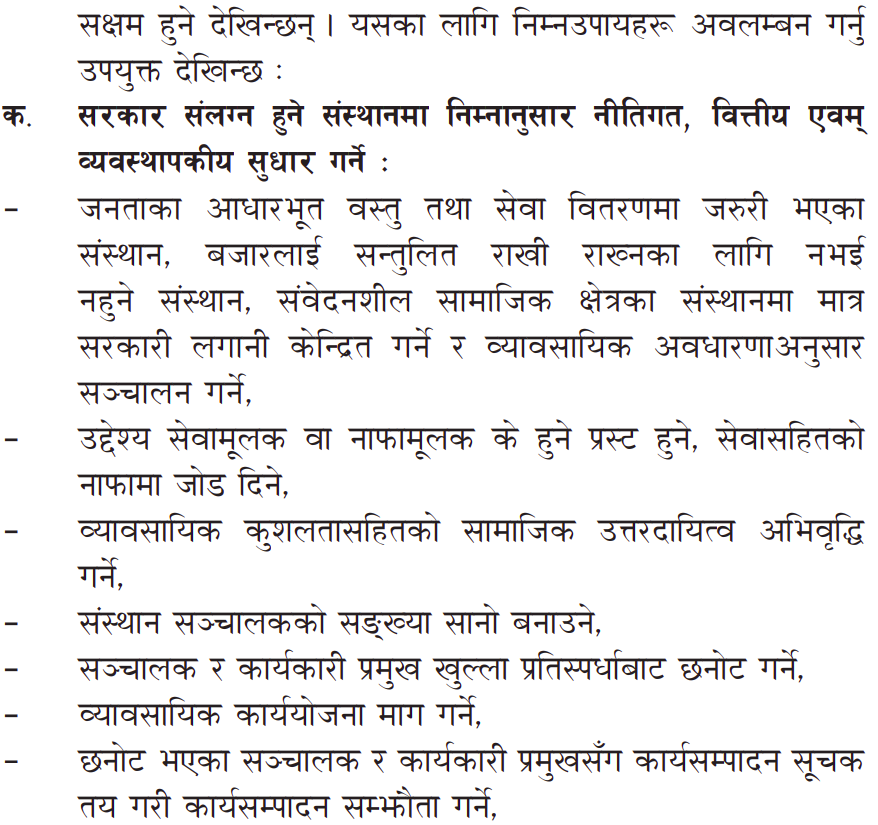 सक्षम हुने देखिन्छन् । यसका लागि निम्नउपायहरू अवलम्बन गर्नु
उपयुक्त देखिन्छ :
क. सरकार संलग्न हुने संस्थानमा निम्नानुसार नीतिगत, वित्तीय एवम्
व्यवस्थापकीय सुधार गर्ने :
– जनताका आधारभूत वस्तु तथा सेवा वितरणमा जरुरी भएका
संस्थान, बजारलाई सन्तुलित राखी राख्नका लागि नभई
नहुने संस्थान, संवेदनशील सामाजिक क्षेत्रका संस्थानमा मात्र
सरकारी लगानी केन्द्रित गर्ने र व्यावसायिक अवधारणाअनुसार
सञ्चालन गर्ने,
– उद्देश्य सेवामूलक वा नाफामूलक के हुने प्रस्ट हुने, सेवासहितको
नाफामा जोड दिने,
– व्यावसायिक कुशलतासहितको सामाजिक उत्तरदायित्व अभिवृद्धि
गर्ने,
– संस्थान सञ्चालकको सङ्ख्या सानो बनाउने,
– सञ्चालक र कार्यकारी प्रमुख खुल्ला प्रतिस्पर्धाबाट छनोट गर्ने,
– व्यावसायिक कार्ययोजना माग गर्ने,
– छनोट भएका सञ्चालक र कार्यकारी प्रमुखसँग कार्यसम्पादन सूचक
तय गरी कार्यसम्पादन सम्झौता गर्ने,